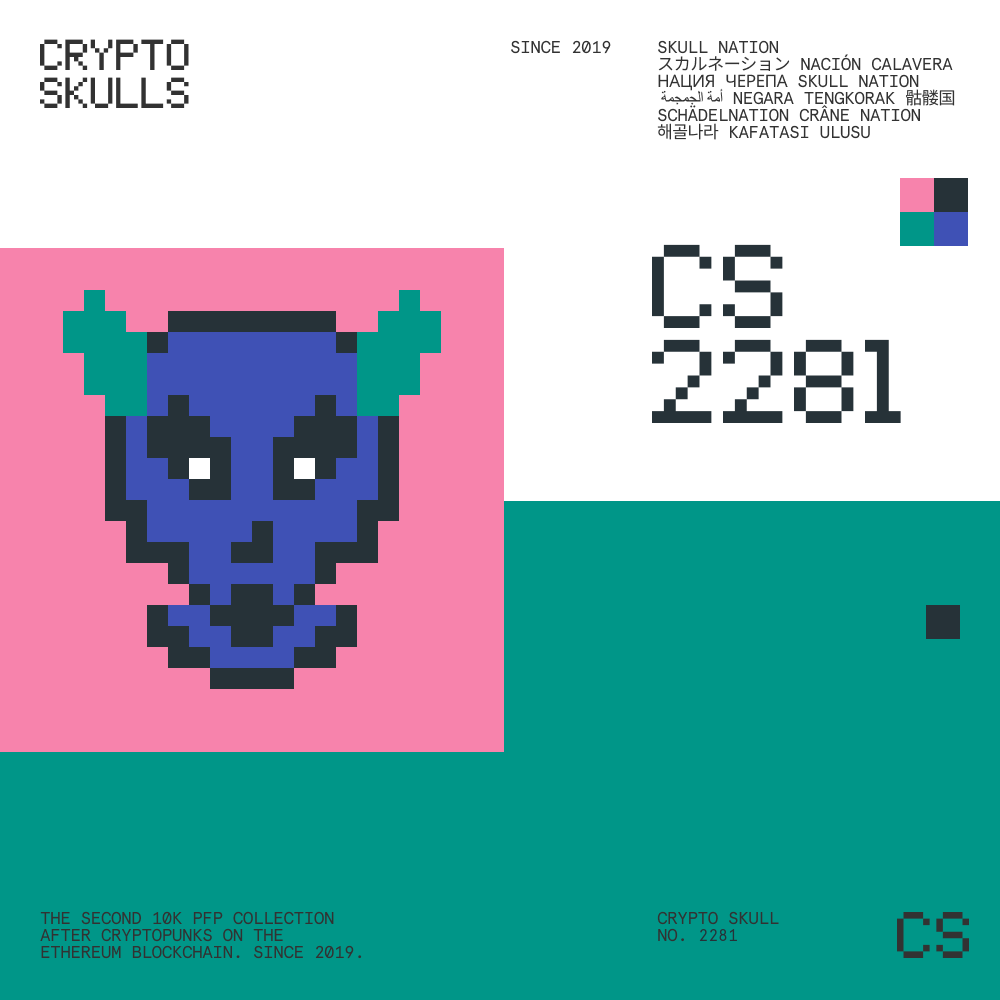 CRYPTO
SKULLS
SINCE 2019
SKULL NATION
スカルネーション NACIÓN CALAVERA
НАЦИЯ ЧЕРЕПА SKULL NATION
أمة الجمجمة NEGARA TENGKORAK 骷髅国
SCHÄDELNATION CRÂNE NATION
해골나라 KAFATASI ULUSU
CS
2281
THE SECOND 10K PFP COLLECTION
AFTER CRYPTOPUNKS ON THE
ETHEREUM BLOCKCHAIN. SINCE 2019.
CRYPTO SKULL
NO. 2281
CS